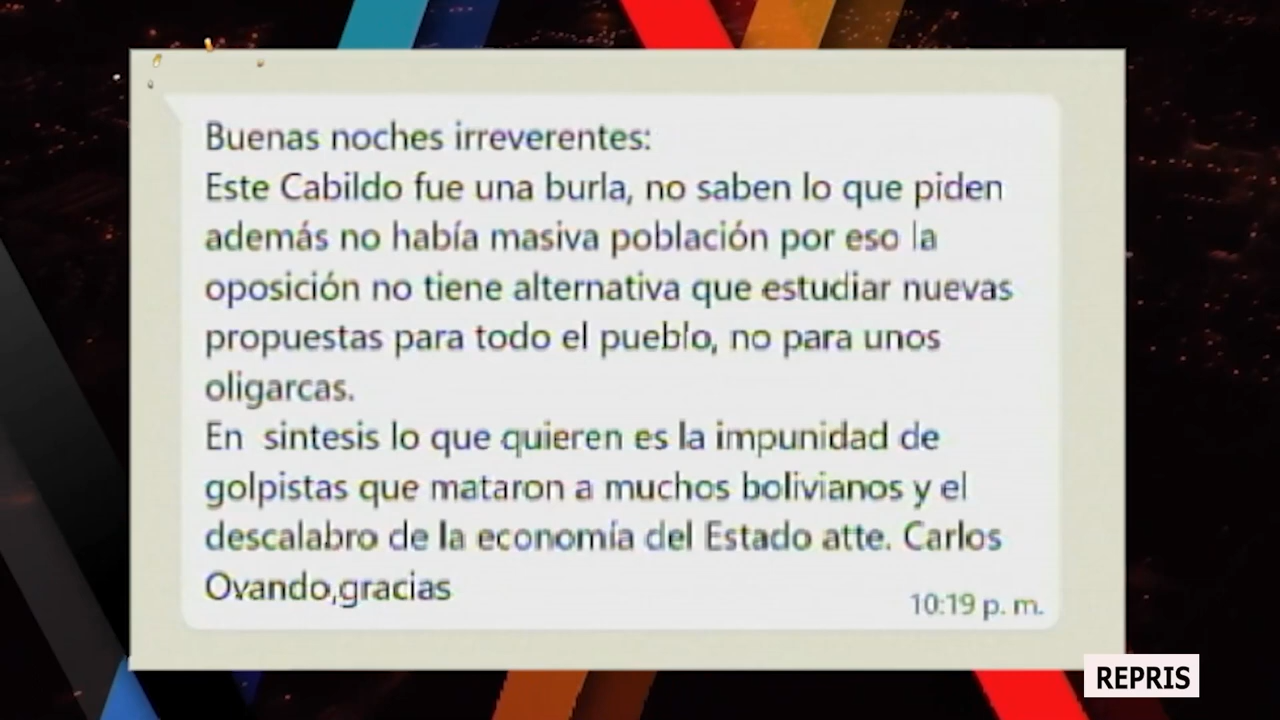 Buenas noches irreverentes:
Este Cabildo fue una burla, no saben lo que piden
además no había masiva población por eso la
oposición no tiene alternativa que estudiar nuevas
propuestas para todo el pueblo, no para unos
oligarcas.
En  sintesis lo que quieren es la impunidad de
golpistas que mataron a muchos bolivianos y el
descalabro de la economía del Estado atte. Carlos
Ovando,gracias
10:19 p. m.
REPRIS